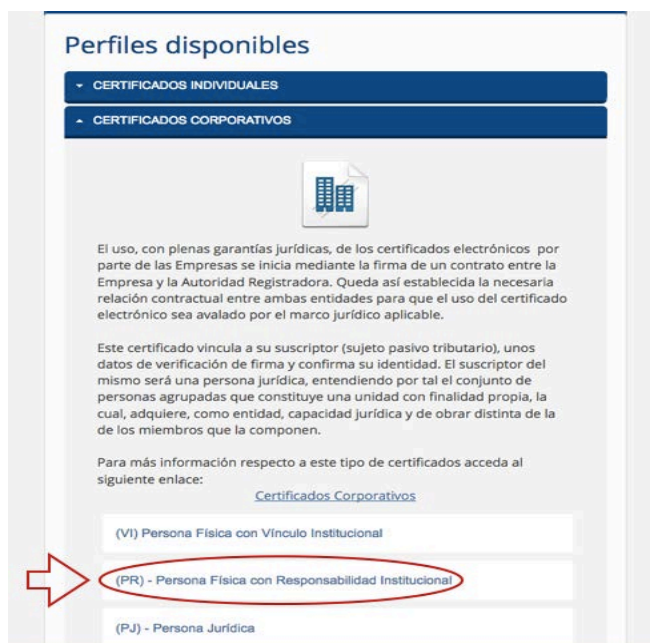 Perfiles disponibles
CERTIFICADOS INDIVIDUALES
CERTIFICADOS CORPORATIVOS
El uso, con plenas garantías jurídicas, de los certificados electrónicos por
parte de las Empresas se inicia mediante la firma de un contrato entre la
Empresa y la Autoridad Registradora. Queda así establecida la necesaria
relación contractual entre ambas entidades para que el uso del certificado
electrónico sea avalado por el marco jurídico aplicable.
Este certificado vincula a su suscriptor (sujeto pasivo tributario), unos
datos de verificación de firma y confirma su identidad. El suscriptor del
mismo será una persona jurídica, entendiendo por tal el conjunto de
personas agrupadas que constituye una unidad con finalidad propia, la
cual, adquiere, como entidad, capacidad jurídica y de obrar distinta de la
de los miembros que la componen.
Para más información respecto a este tipo de certificados acceda al
siguiente enlace:
Certificados Corporativos
(VI) Persona Física con Vínculo Institucional
(PR) - Persona Física con Responsabilidad Institucional
(PJ) - Persona Jurídica